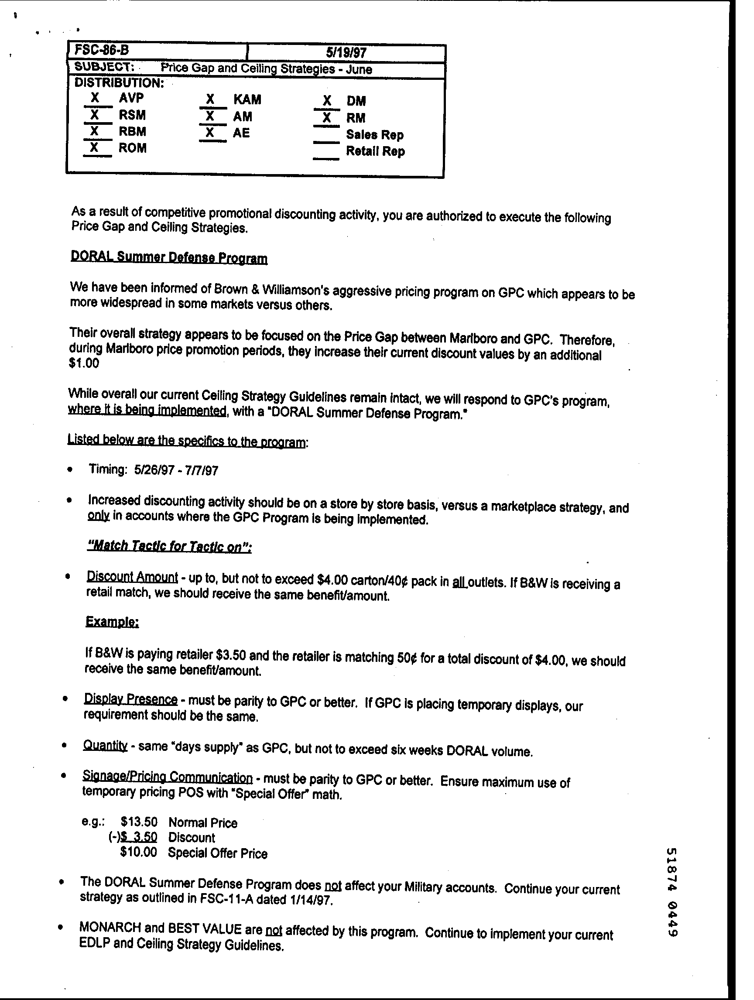 FSC-86-B 5/19/97
SUBJECT: Price Gap and Ceiling Strategies - June
DISTRIBUTION:
X AVP X KAM X DM
X RSM X AM X RM
X RBM X AE Sales Rep
X ROM Retail Rep
As a result of competitive promotional discounting activity, you are authorized to execute the following
Price Gap and Ceiling Strategies.
DORAL Summer Defense Program
We have been informed of Brown & Williamson's aggressive pricing program on GPC which appears to be
more widespread in some markets versus others.
Their overall strategy appears to be focused on the Price Gap between Marlboro and GPC. Therefore,
during Marlboro price promotion periods, they increase their current discount values by an additional
$1.00
While overall our current Ceiling Strategy Guidelines remain intact, we will respond to GPC's program,
where it is being implemented, with a "DORAL Summer Defense Program."
Listed below are the specifics to the program:
• Timing: 5/26/97 - 7/7/97
• Increased discounting activity should be on a store by store basis, versus a marketplace strategy, and
only in accounts where the GPC Program is being implemented.
"Match Tactic for Tactic on":
• Discount Amount - up to, but not to exceed $4.00 carton/40¢ pack in all outlets. If B&W is receiving a
retail match, we should receive the same benefit/amount.
Example:
If B&W is paying retailer $3.50 and the retailer is matching 50¢ for a total discount of $4.00, we should
receive the same benefit/amount.
• Display Presence - must be parity to GPC or better. If GPC is placing temporary displays, our
requirement should be the same.
• Quantity - same "days supply" as GPC, but not to exceed six weeks DORAL volume.
• Signage/Pricing Communication - must be parity to GPC or better. Ensure maximum use of
temporary pricing POS with "Special Offer" math.
e.g.: $13.50 Normal Price
(-)$ 3.50 Discount
$10.00 Special Offer Price
• The DORAL Summer Defense Program does not affect your Military accounts. Continue your current
strategy as outlined in FSC-11-A dated 1/14/97.
• MONARCH and BEST VALUE are not affected by this program. Continue to implement your current
EDLP and Ceiling Strategy Guidelines.
51874 0449